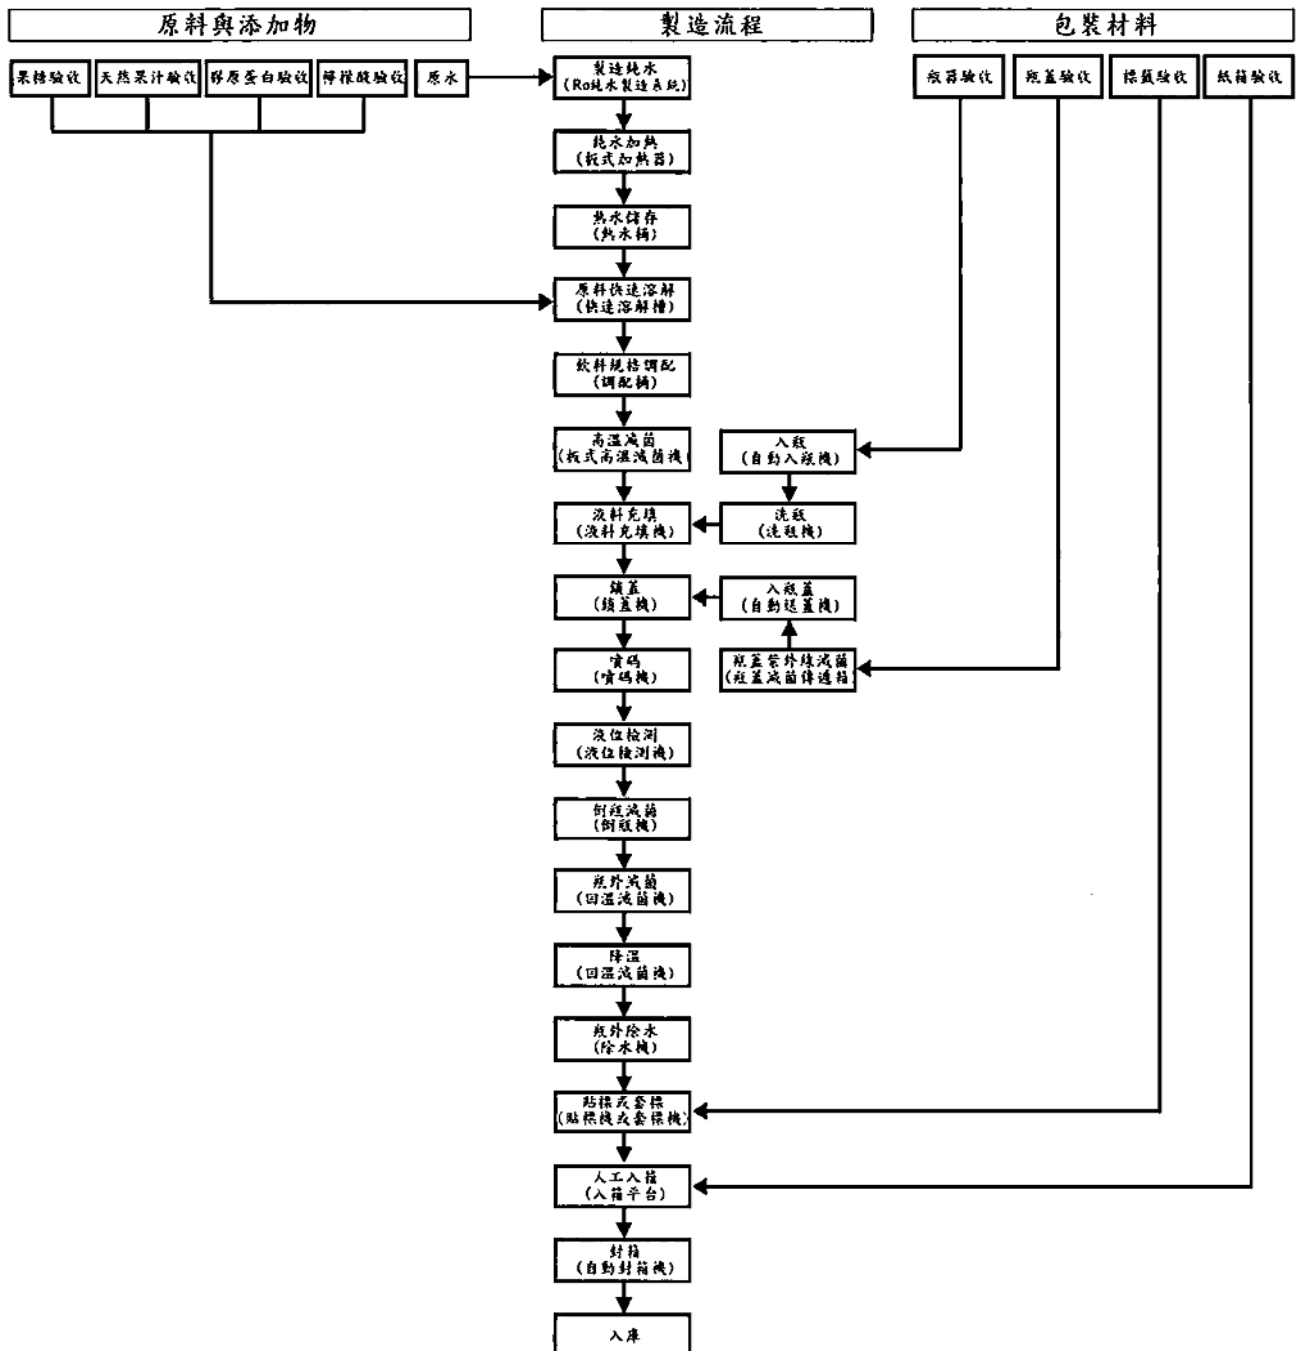 原料與添加物
製造流程
包裝材料
果糖驗收
天然果汁驗收
膠原蛋白驗收
檸檬酸驗收
原水
製造純水
(Ro純水製造系統)
瓶器驗收
瓶蓋驗收
標籤驗收
紙箱驗收
純水加熱
(板式加熱器)
熱水儲存
(熱水桶)
原料快速溶解
(快速溶解槽)
飲料規格調配
(調配桶)
高溫滅菌
(板式高溫滅菌機)
入瓶
(自動入瓶機)
液料充填
(液料充填機)
洗瓶
(洗瓶機)
鎖蓋
(鎖蓋機)
入瓶蓋
(自動送蓋機)
噴碼
(噴碼機)
瓶蓋紫外線滅菌
(瓶蓋滅菌傳遞箱)
液位檢測
(液位檢測機)
倒瓶滅菌
(倒瓶機)
瓶外滅菌
(回溫滅菌機)
降溫
(回溫滅菌機)
瓶外除水
(除水機)
貼標或套標
(貼標機或套標機)
人工入箱
(入箱平台)
封箱
(自動封箱機)
入庫